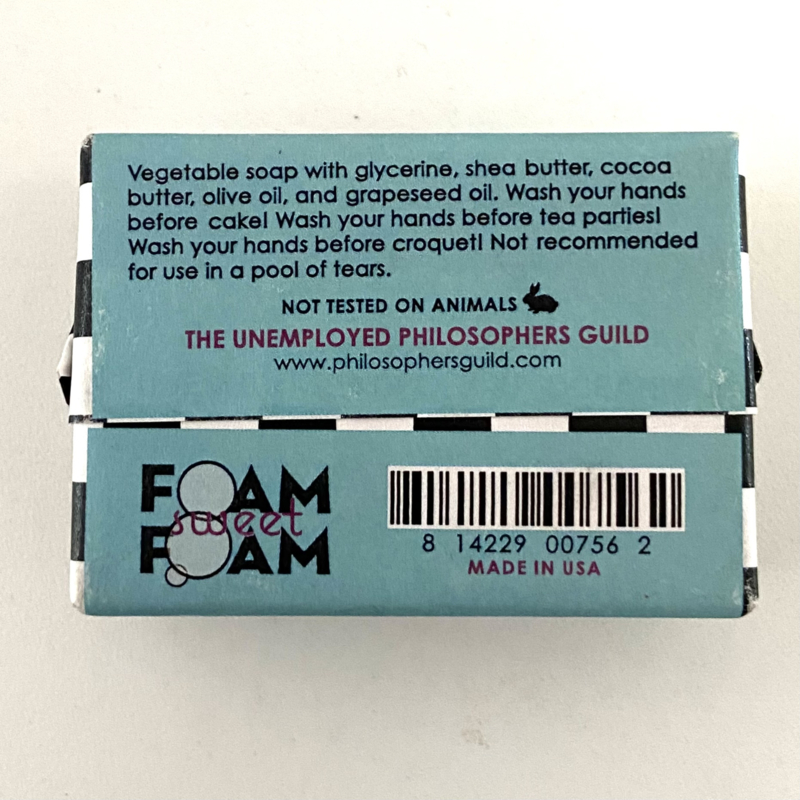 Vegetable soap with glycerine, shea butter, cocoa
butter, olive oil, and grapeseed oil. Wash your hands
before cake! Wash your hands before tea parties!
Wash your hands before croquet! Not recommended
for use in a pool of tears.
NOT TESTED ON ANIMALS
THE UNEMPLOYED PHILOSOPHERS GUILD
www.philosophersguild.com
FOAM
sweet
FOAM
8 14229 00756 2
MADE IN USA